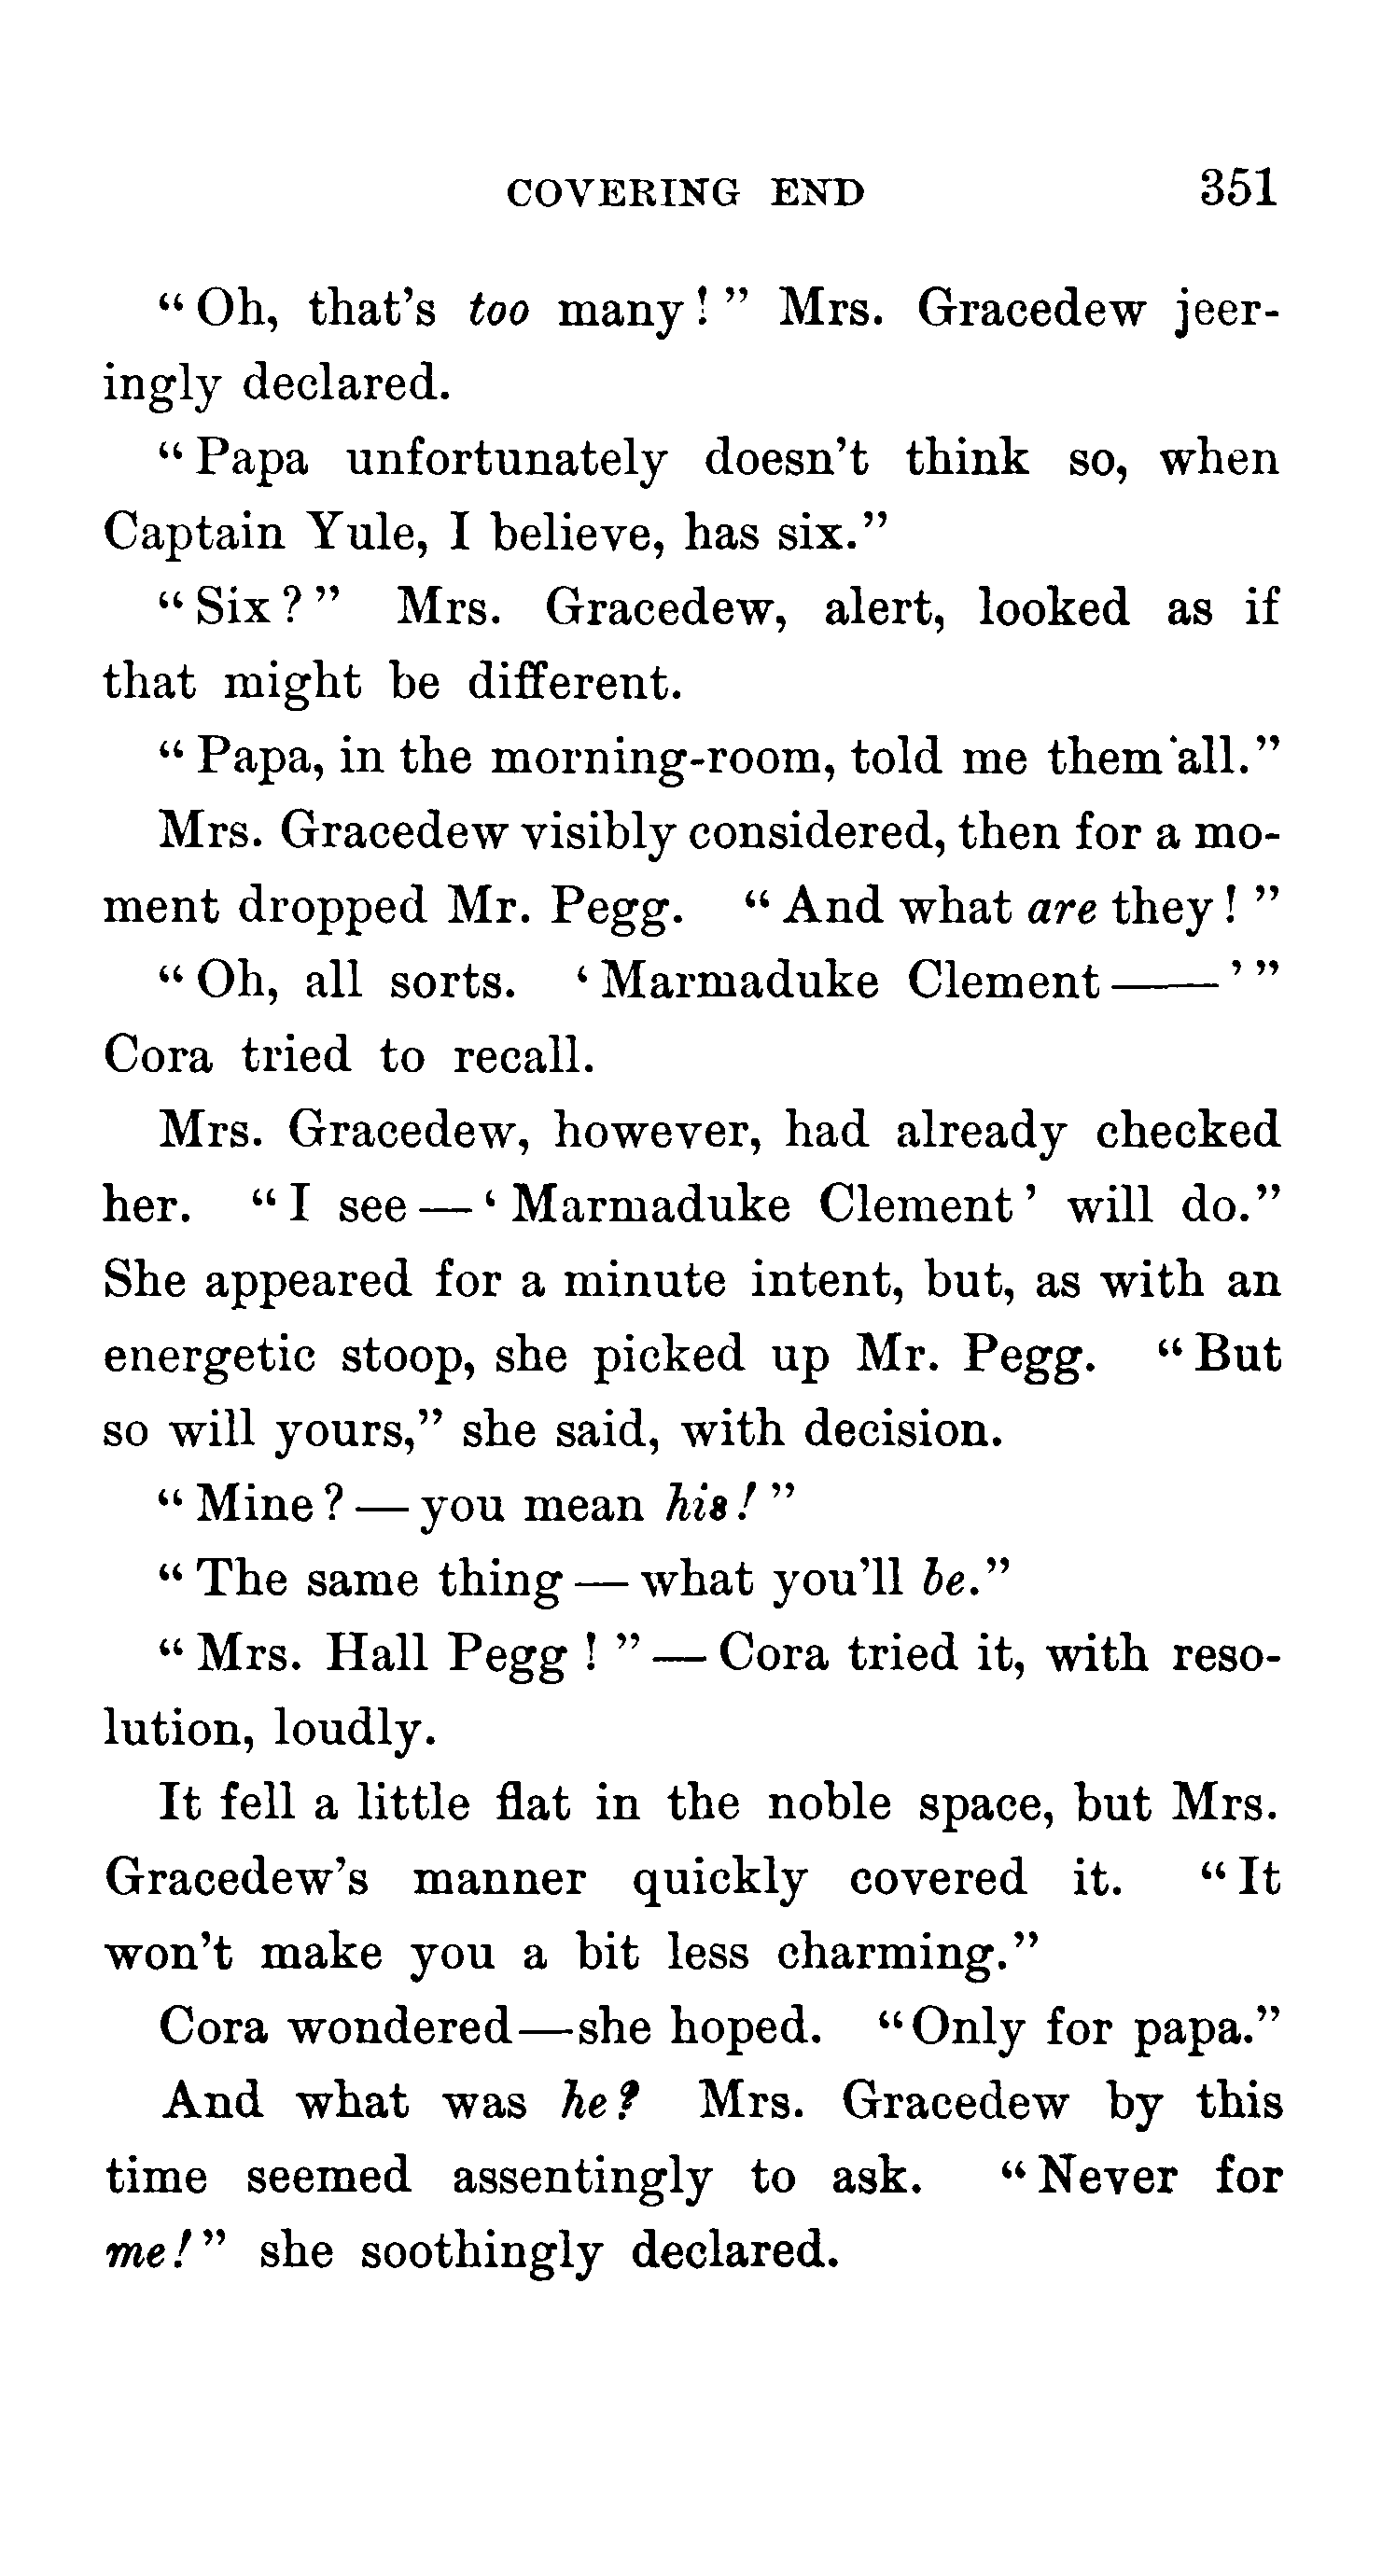 COVERING END 351
“Oh, that’s too many!” Mrs. Gracedew jeer-
ingly declared.
“Papa unfortunately doesn’t think so, when
Captain Yule, I believe, has six.”
“Six?” Mrs. Gracedew, alert, looked as if
that might be different.
“Papa, in the morning-room, told me them all.”
Mrs. Gracedew visibly considered, then for a mo-
ment dropped Mr. Pegg. “And what are they!”
“Oh, all sorts. ‘Marmaduke Clement——’”
Cora tried to recall.
Mrs. Gracedew, however, had already checked
her. “I see—‘Marmaduke Clement’ will do.”
She appeared for a minute intent, but, as with an
energetic stoop, she picked up Mr. Pegg. “But
so will yours,” she said, with decision.
“Mine?—you mean his!”
“The same thing—what you’ll be.”
“Mrs. Hall Pegg!”—Cora tried it, with reso-
lution, loudly.
It fell a little flat in the noble space, but Mrs.
Gracedew’s manner quickly covered it. “It
won’t make you a bit less charming.”
Cora wondered—she hoped. “Only for papa.”
And what was he? Mrs. Gracedew by this
time seemed assentingly to ask. “Never for
me!” she soothingly declared.